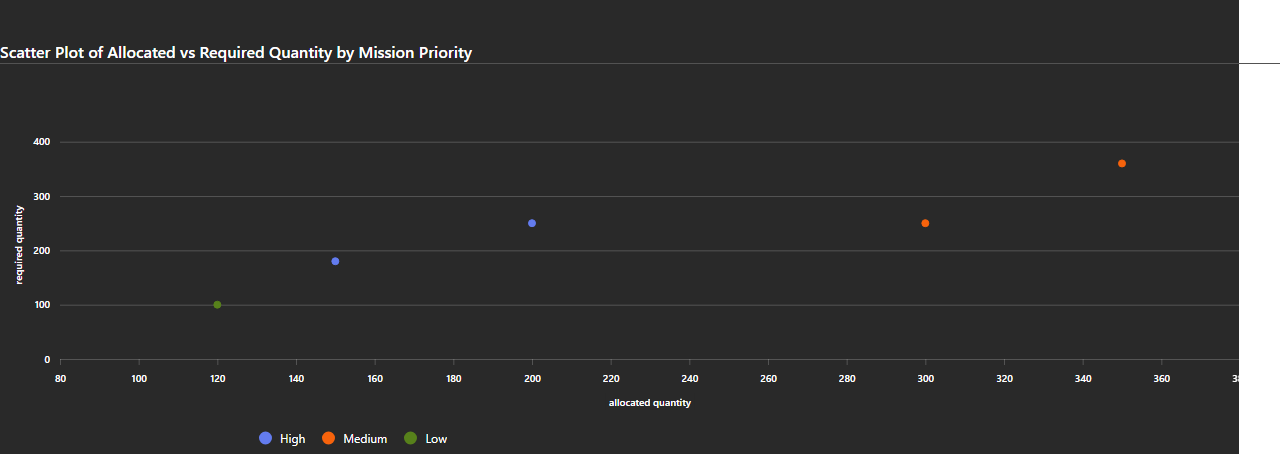 Scatter Plot of Allocated vs Required Quantity by Mission Priority
400
300
200
100
0
required quantity
80 100 120 140 160 180 200 220 240 260 280 300 320 340 360
allocated quantity
High Medium Low